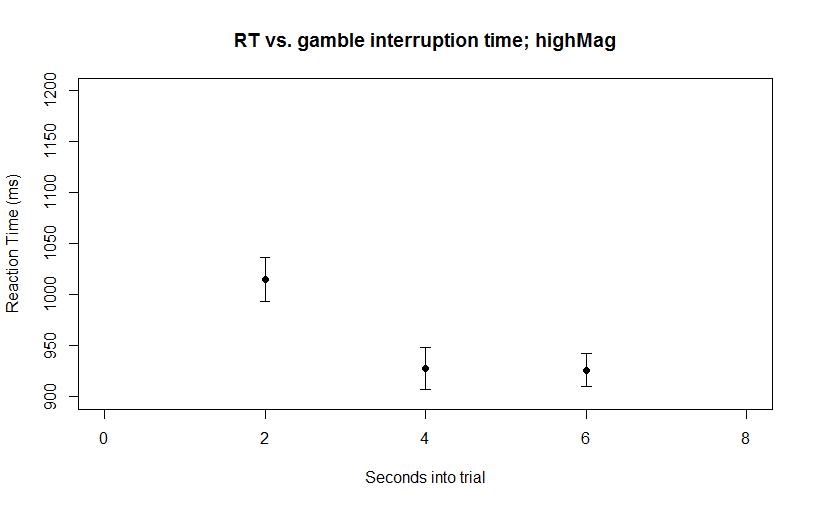 RT vs. gamble interruption time; highMag
Reaction Time (ms)
1200
1150
1100
1050
1000
950
900
0 2 4 6 8
Seconds into trial